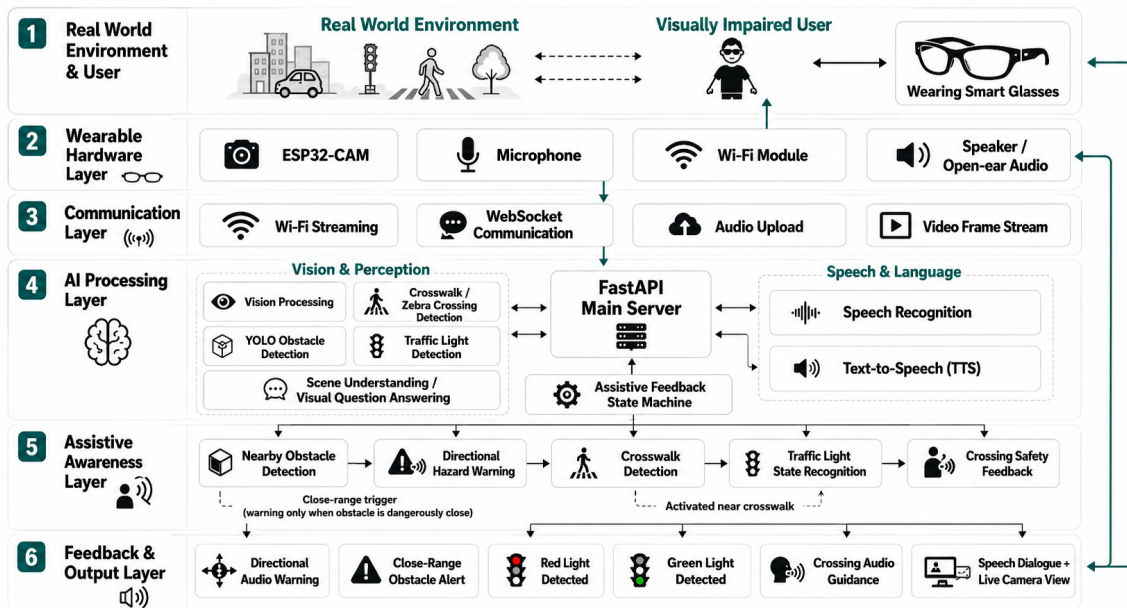 1
Real World
Environment
& User
Real World Environment
Visually Impaired User
Wearing Smart Glasses
2
Wearable
Hardware
Layer
ESP32-CAM
Microphone
Wi-Fi Module
Speaker /
Open-ear Audio
3
Communication
Layer
Wi-Fi Streaming
WebSocket
Communication
Audio Upload
Video Frame Stream
4
AI Processing
Layer
Vision & Perception
Vision Processing
Crosswalk /
Zebra Crossing
Detection
YOLO Obstacle
Detection
Traffic Light
Detection
Scene Understanding /
Visual Question Answering
FastAPI
Main Server
Assistive Feedback
State Machine
Speech & Language
Speech Recognition
Text-to-Speech (TTS)
5
Assistive
Awareness
Layer
Nearby Obstacle
Detection
Directional
Hazard Warning
Crosswalk
Detection
Traffic Light
State Recognition
Crossing Safety
Feedback
Close-range trigger
(warning only when obstacle is dangerously close)
Activated near crosswalk
6
Feedback &
Output Layer
Directional
Audio Warning
Close-Range
Obstacle Alert
Red Light
Detected
Green Light
Detected
Crossing Audio
Guidance
Speech Dialogue +
Live Camera View